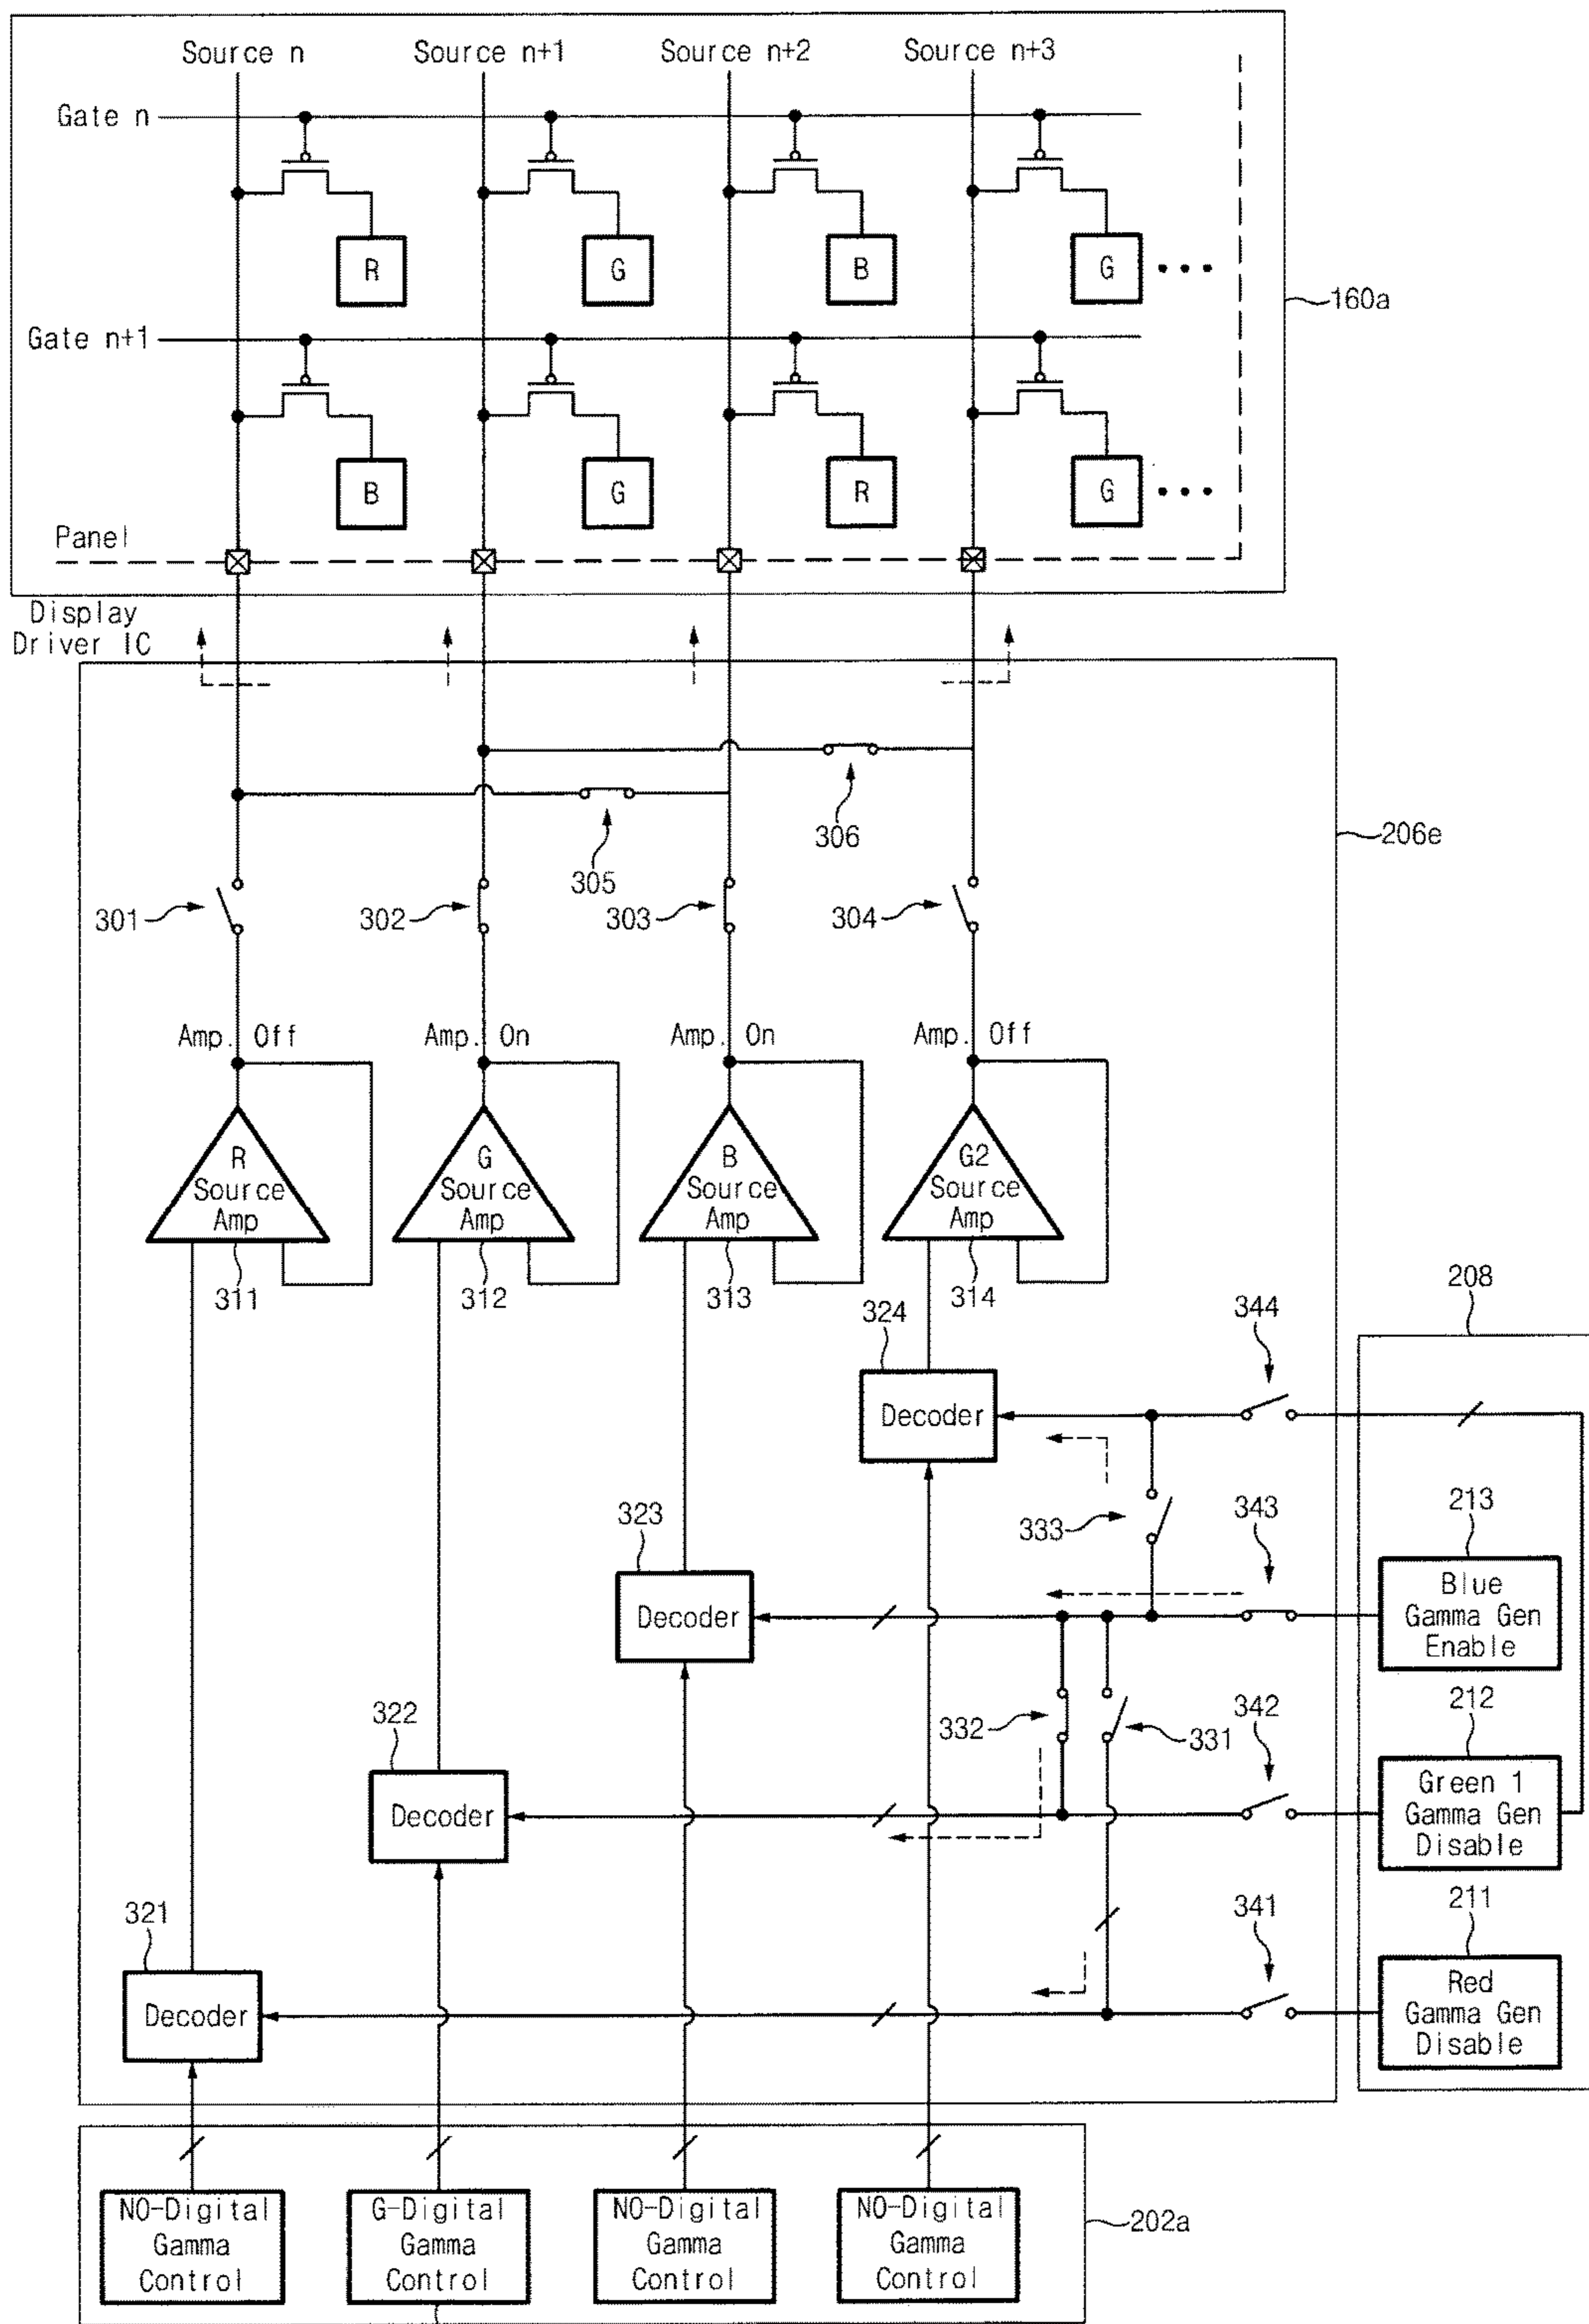 Source n Source n+1 Source n+2 Source n+3
Gate n
R G B G
160a
Gate n+1
B G R G
Panel
Display
Driver IC
306
305
206e
301 302 303 304
Amp. Off Amp. On Amp. On Amp. Off
R
Source
Amp
G
Source
Amp
B
Source
Amp
G2
Source
Amp
311 312 313 314
208
324
344
Decoder
323
333
343
213
Decoder
Blue
Gamma Gen
Enable
322
332
331
342
212
Decoder
Green 1
Gamma Gen
Disable
321
341
211
Decoder
Red
Gamma Gen
Disable
NO-Digital
Gamma
Control
G-Digital
Gamma
Control
NO-Digital
Gamma
Control
NO-Digital
Gamma
Control
202a